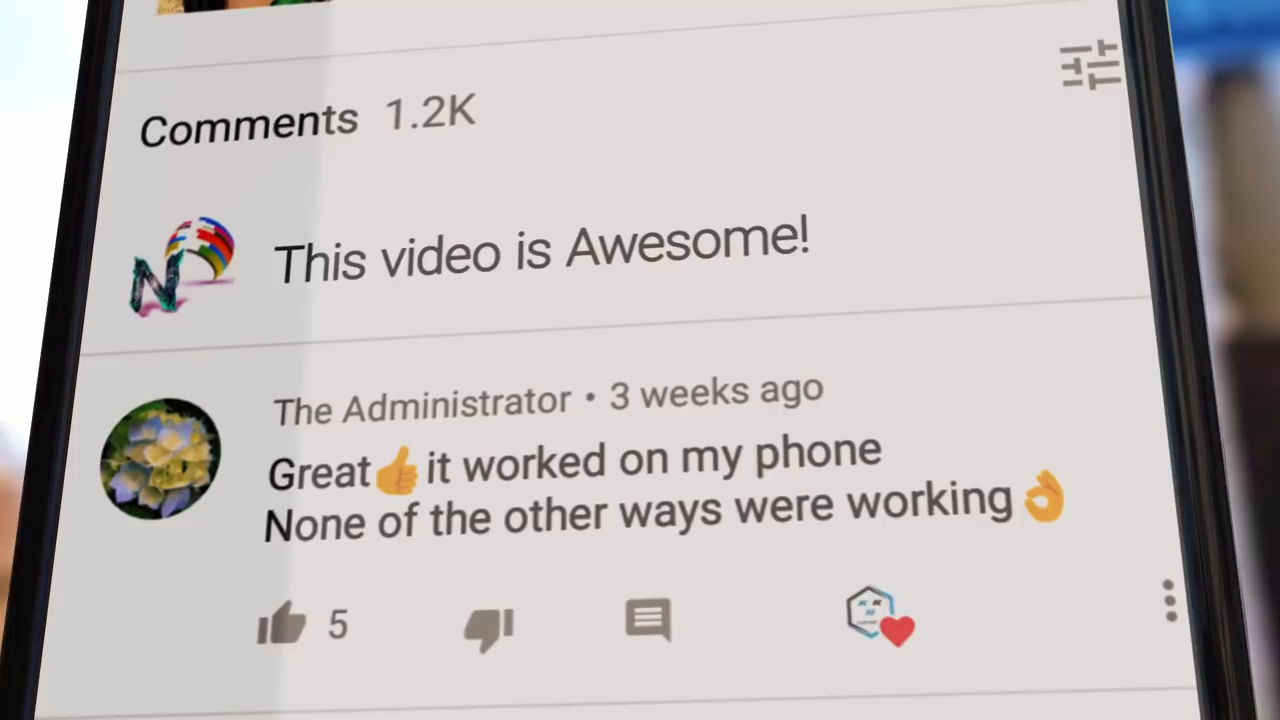 Comments 1.2K
N
This video is Awesome!
The Administrator • 3 weeks ago
Great👍it worked on my phone
None of the other ways were working👌
5
K K
H